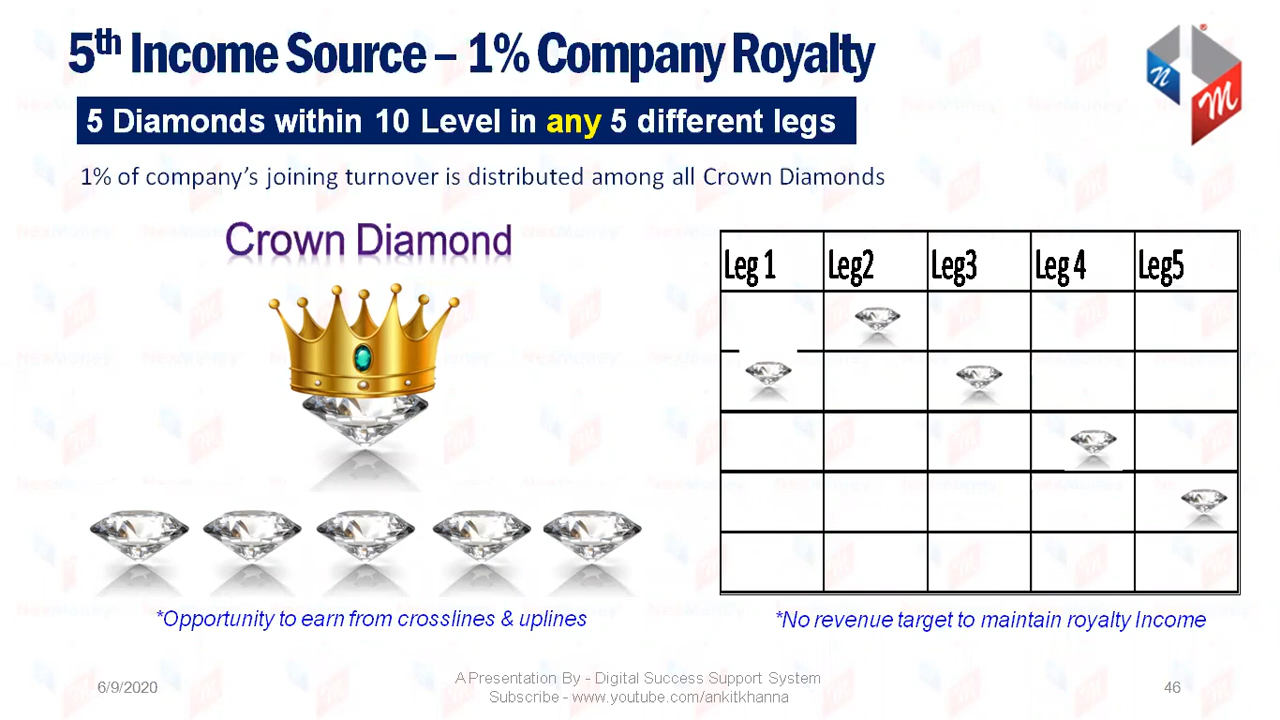 5th Income Source – 1% Company Royalty
5 Diamonds within 10 Level in any 5 different legs
1% of company's joining turnover is distributed among all Crown Diamonds
Crown Diamond
Leg 1 Leg2 Leg3 Leg 4 Leg5
*Opportunity to earn from crosslines & uplines
*No revenue target to maintain royalty Income
6/9/2020
A Presentation By - Digital Success Support System
Subscribe - www.youtube.com/ankitkhanna
46
n
M